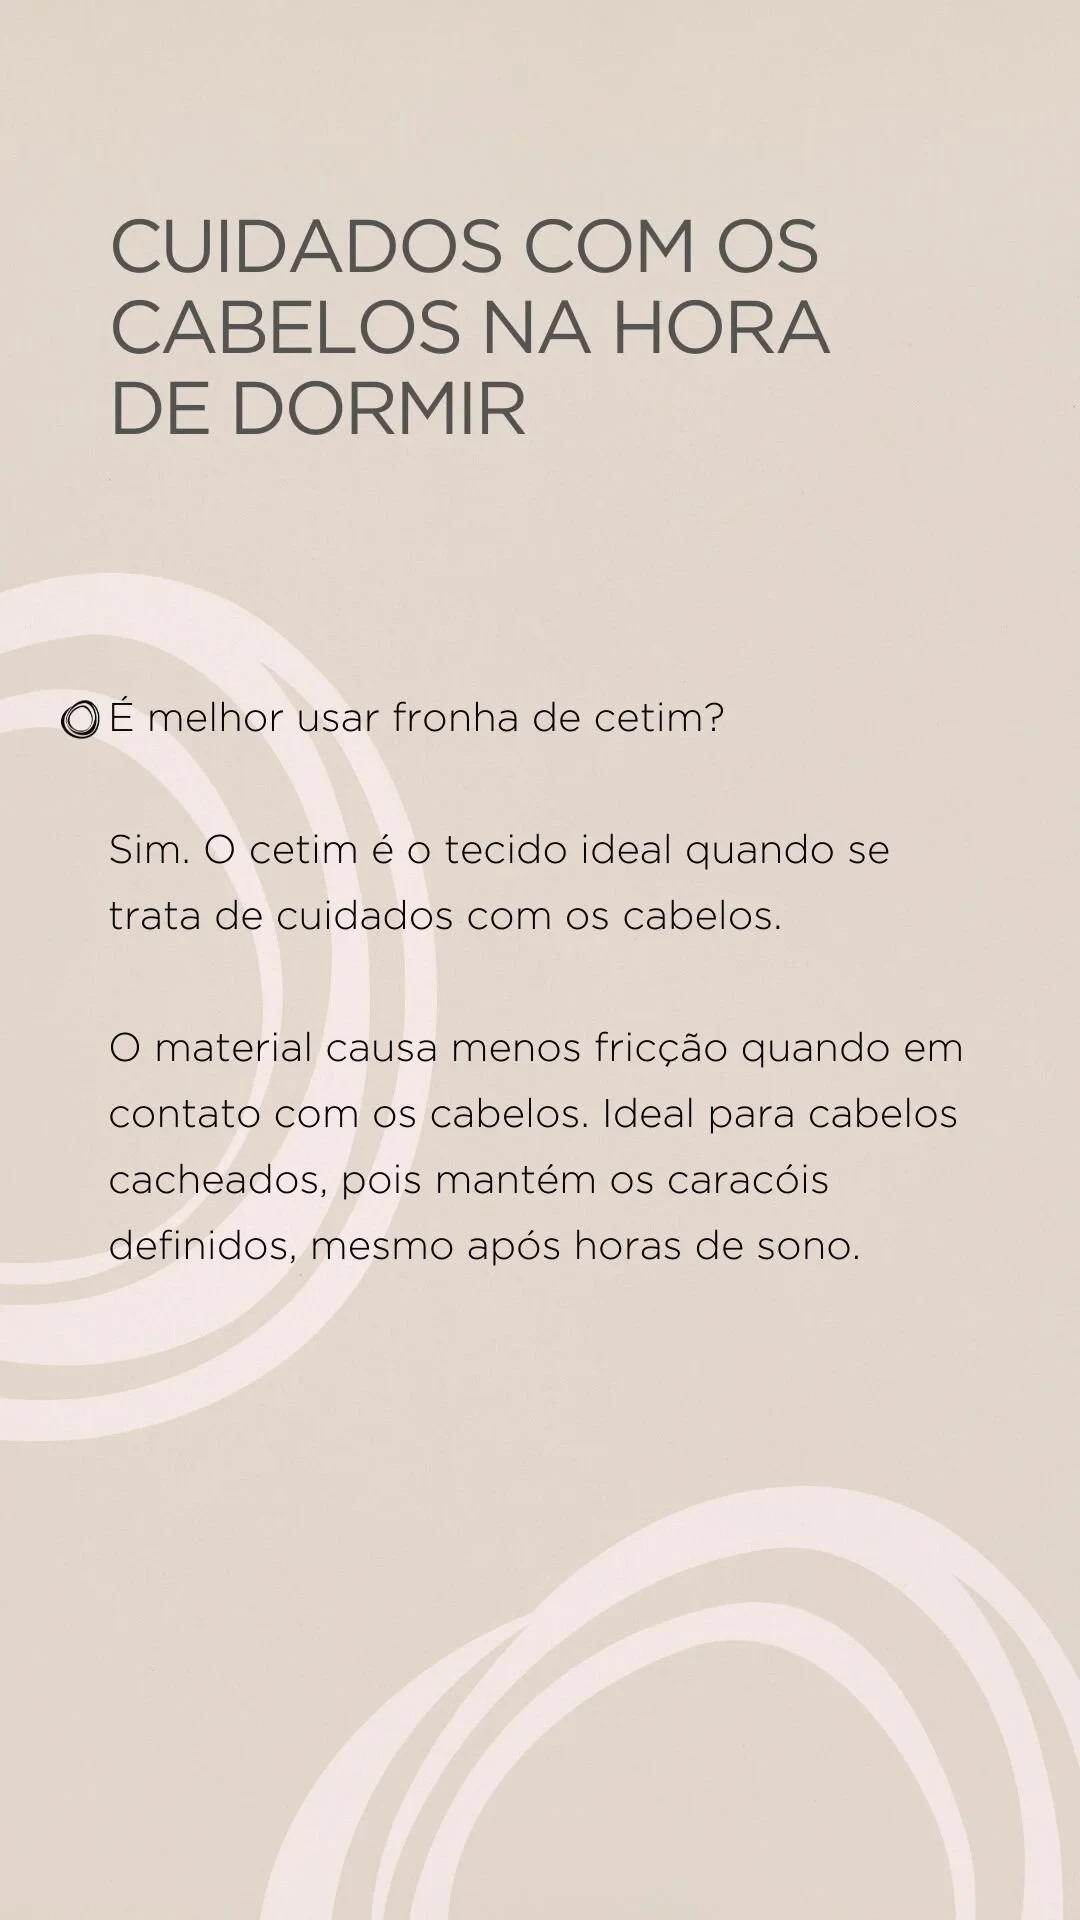 CUIDADOS COM OS
CABELOS NA HORA
DE DORMIR
É melhor usar fronha de cetim?
Sim. O cetim é o tecido ideal quando se
trata de cuidados com os cabelos.
O material causa menos fricção quando em
contato com os cabelos. Ideal para cabelos
cacheados, pois mantém os caracóis
definidos, mesmo após horas de sono.